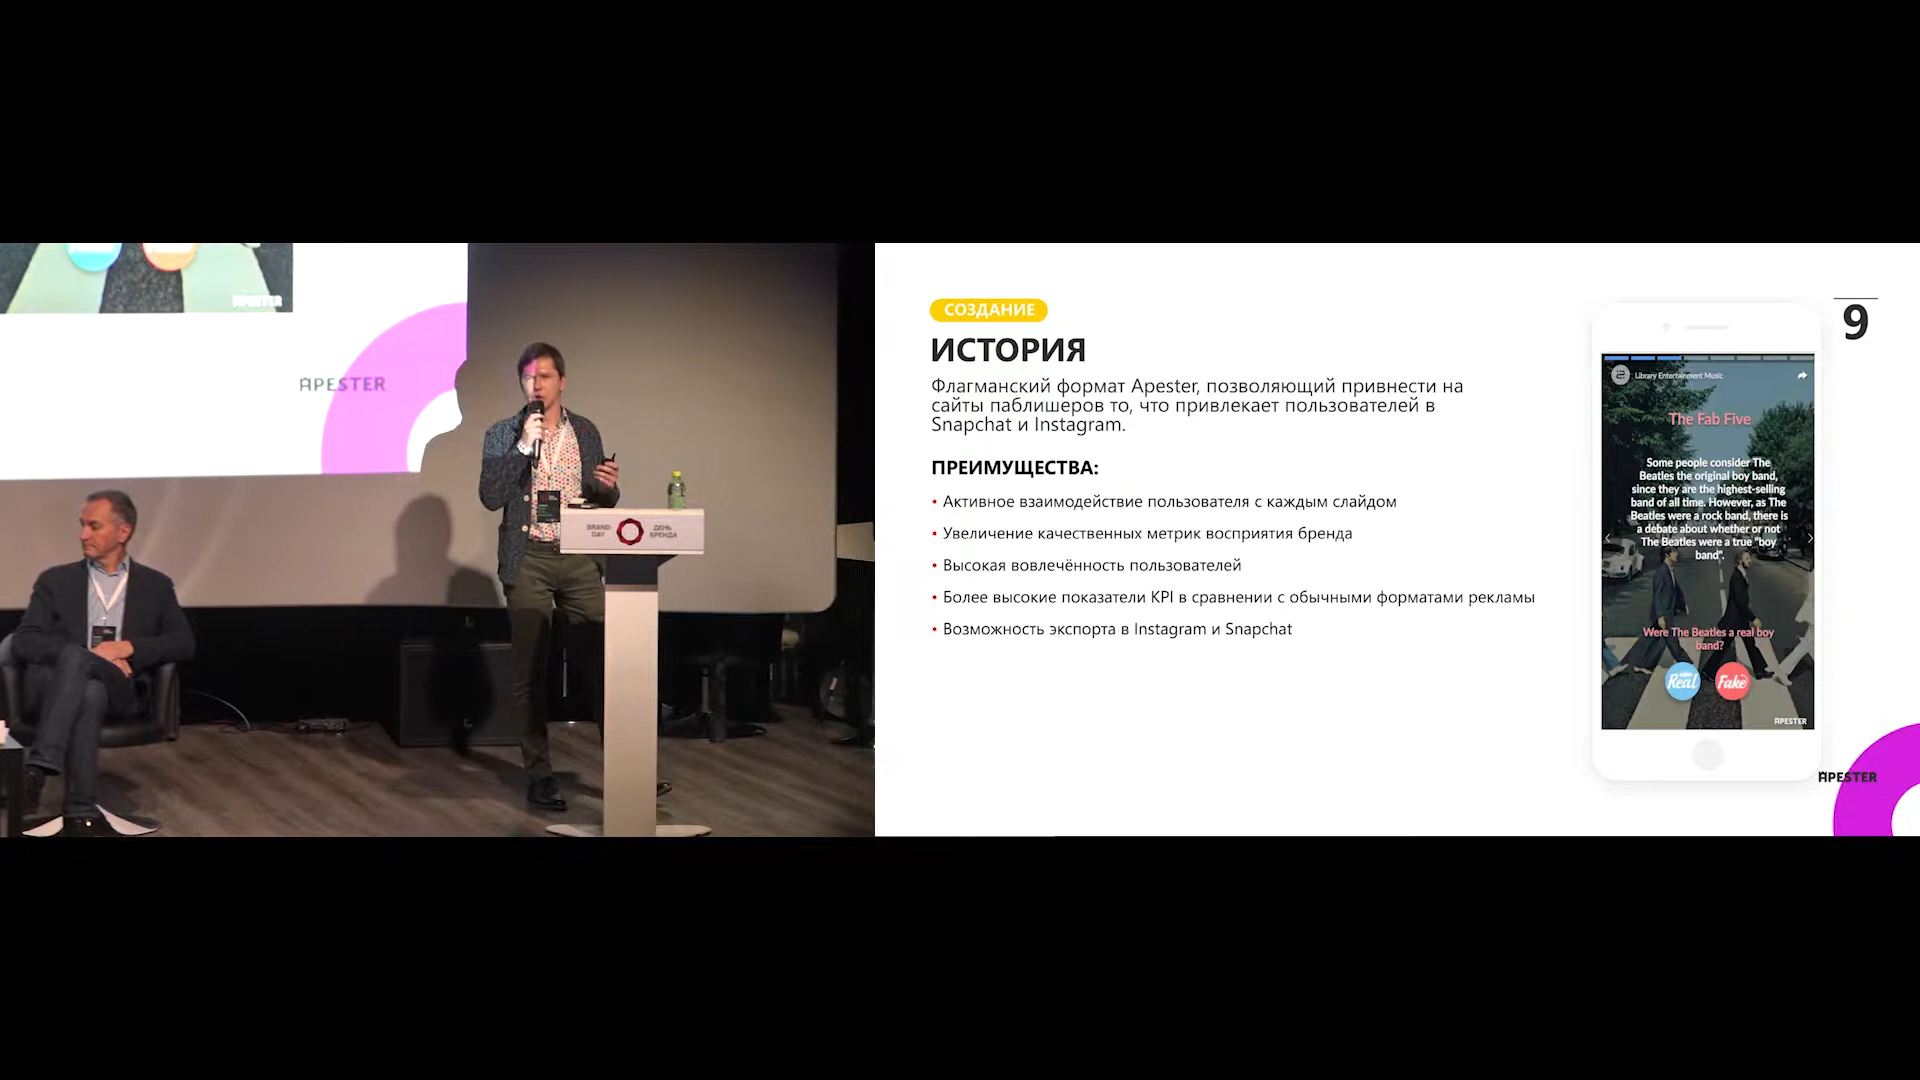 APESTER
APESTER
BRAND
DAY
ДЕНЬ
БРЕНДА
СОЗДАНИЕ
ИСТОРИЯ
Флагманский формат Apester, позволяющий привнести на
сайты паблишеров то, что привлекает пользователей в
Snapchat и Instagram.
ПРЕИМУЩЕСТВА:
• Активное взаимодействие пользователя с каждым слайдом
• Увеличение качественных метрик восприятия бренда
• Высокая вовлечённость пользователей
• Более высокие показатели KPI в сравнении с обычными форматами рекламы
• Возможность экспорта в Instagram и Snapchat
9
Library Entertainment Music
The Fab Five
Some people consider The
Beatles the original boy band,
since they are the highest-selling
band of all time. However, as The
Beatles were a rock band, there is
a debate about whether or not
The Beatles were a true "boy
band".
Were The Beatles a real boy
band?
Real
Fake
APESTER
APESTER